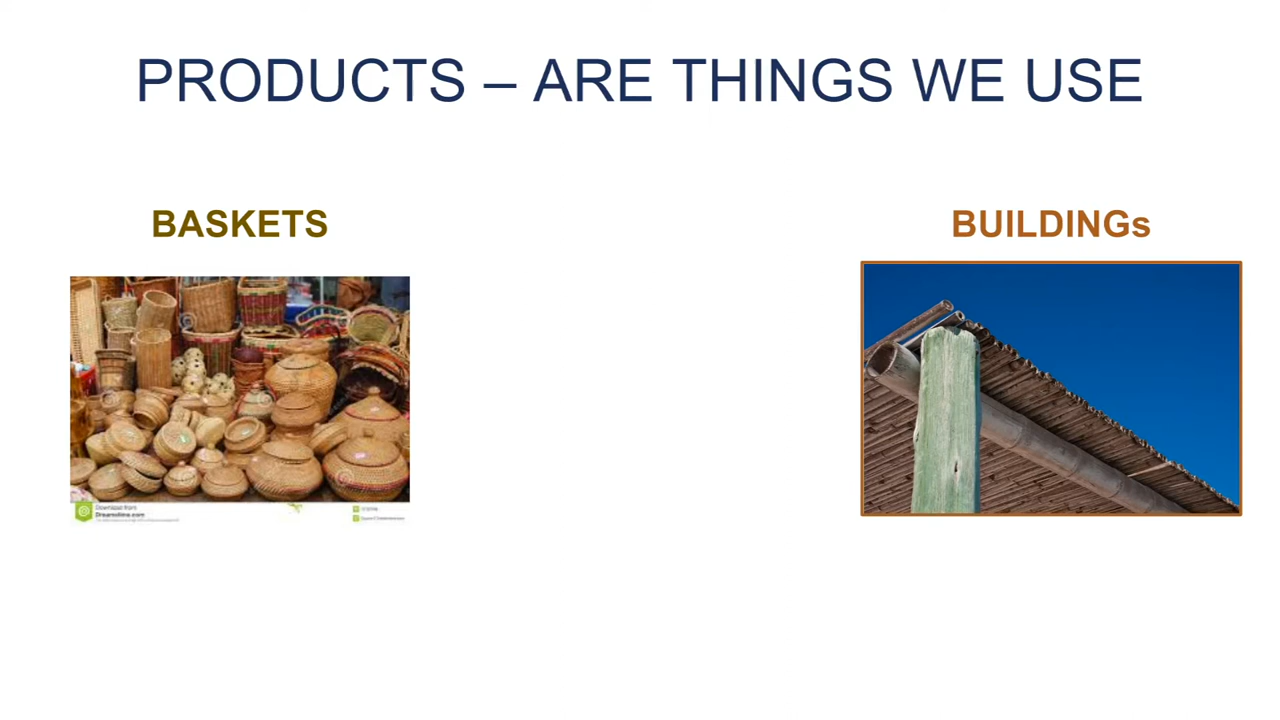 PRODUCTS – ARE THINGS WE USE
BASKETS
BUILDINGs
Download from
Dreamstime.com